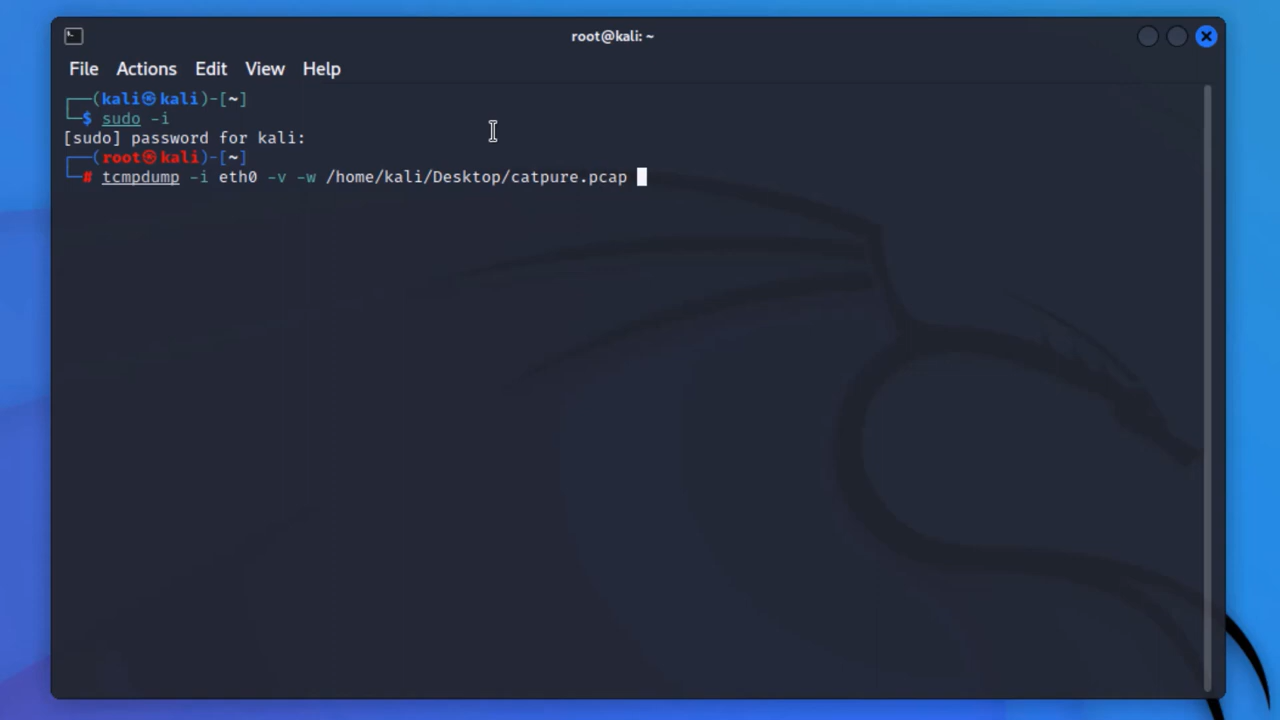 root@kali: ~
File Actions Edit View Help
┌──(kali㉿kali)-[~]
└─$ sudo -i
[sudo] password for kali:
┌──(root㉿kali)-[~]
└─# tcmpdump -i eth0 -v -w /home/kali/Desktop/catpure.pcap